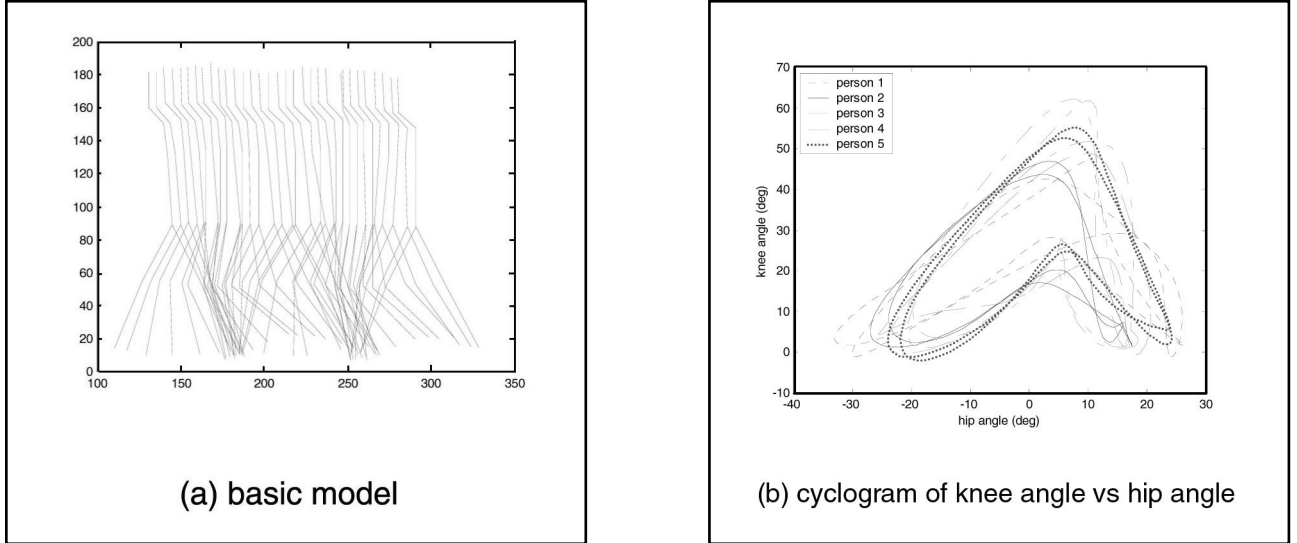 200
180
160
140
120
100
80
60
40
20
0
100 150 200 250 300 350
(a) basic model
70
60
50
40
30
20
10
0
-10
-40 -30 -20 -10 0 10 20 30
knee angle (deg)
hip angle (deg)
person 1
person 2
person 3
person 4
person 5
(b) cyclogram of knee angle vs hip angle